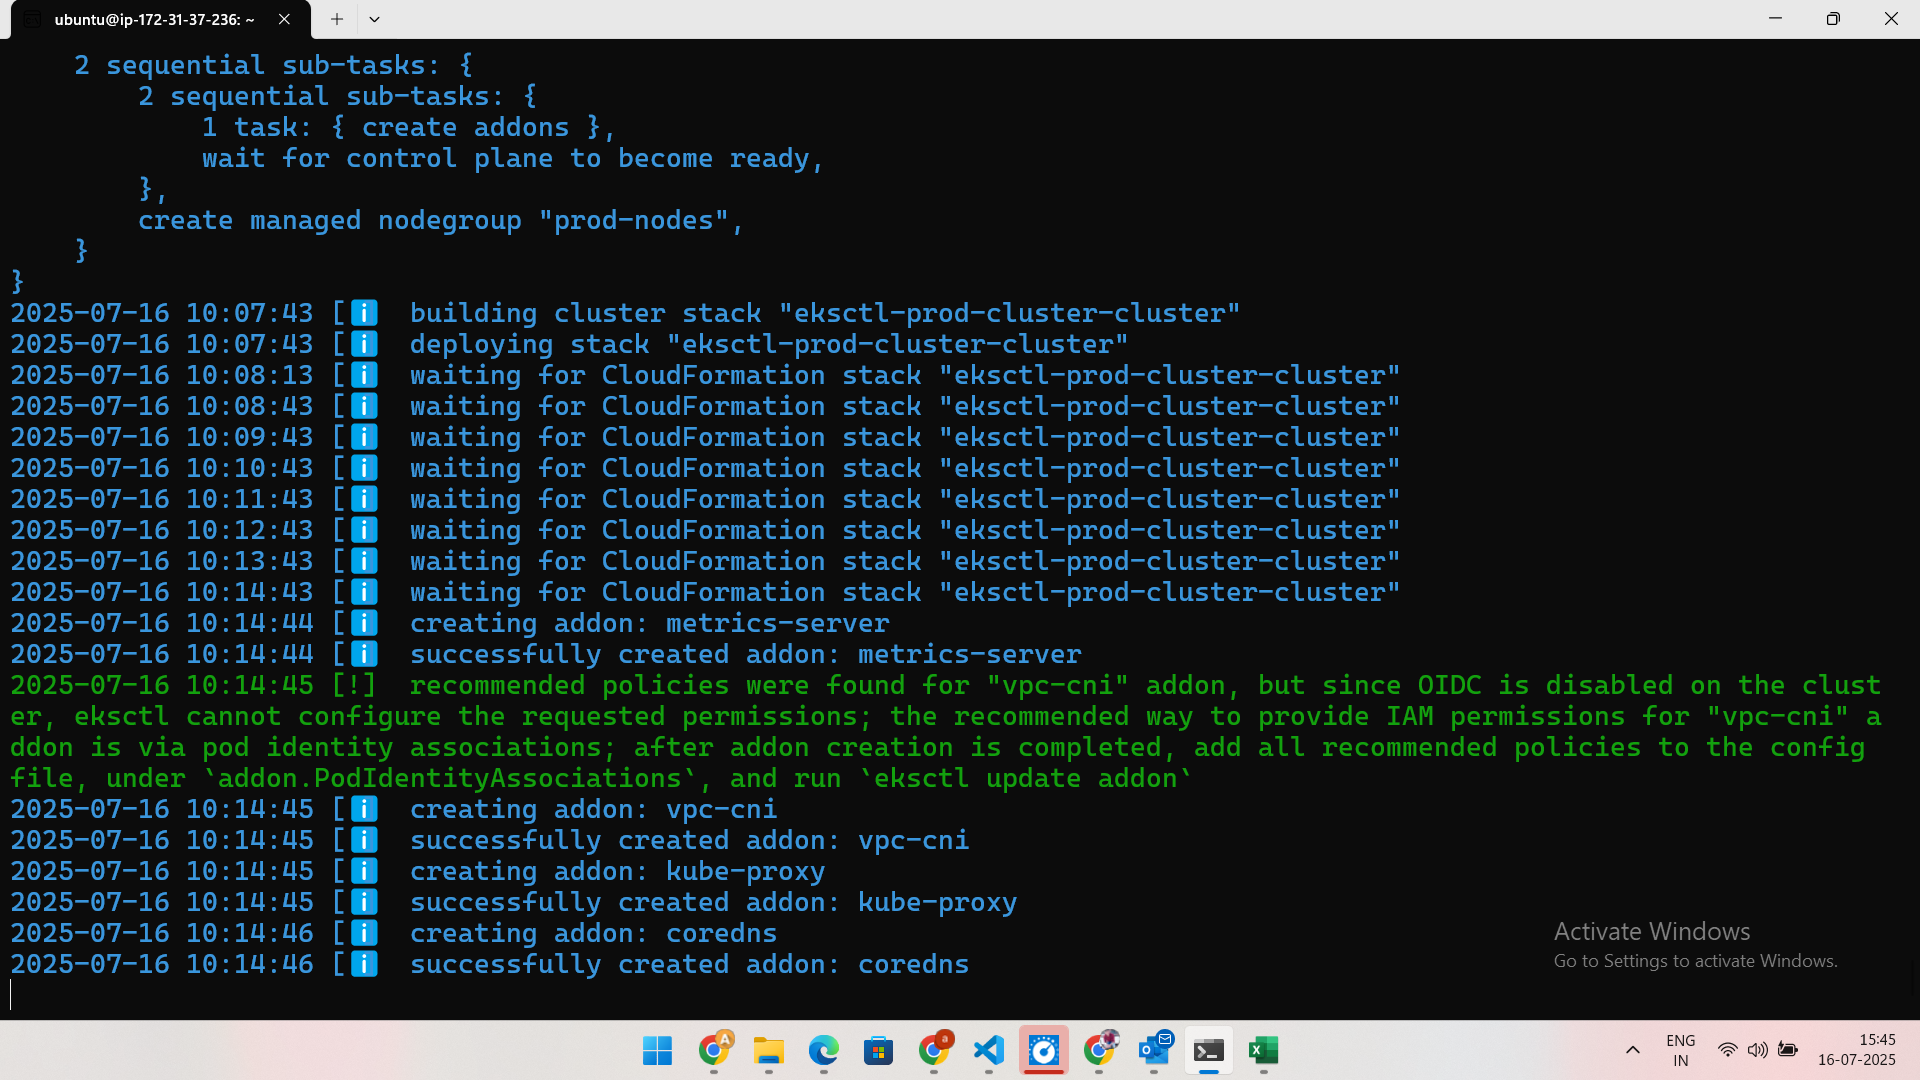 ubuntu@ip-172-31-37-236: ~
2 sequential sub-tasks: {
2 sequential sub-tasks: {
1 task: { create addons },
wait for control plane to become ready,
},
create managed nodegroup "prod-nodes",
}
}
2025-07-16 10:07:43 [ℹ]  building cluster stack "eksctl-prod-cluster-cluster"
2025-07-16 10:07:43 [ℹ]  deploying stack "eksctl-prod-cluster-cluster"
2025-07-16 10:08:13 [ℹ]  waiting for CloudFormation stack "eksctl-prod-cluster-cluster"
2025-07-16 10:08:43 [ℹ]  waiting for CloudFormation stack "eksctl-prod-cluster-cluster"
2025-07-16 10:09:43 [ℹ]  waiting for CloudFormation stack "eksctl-prod-cluster-cluster"
2025-07-16 10:10:43 [ℹ]  waiting for CloudFormation stack "eksctl-prod-cluster-cluster"
2025-07-16 10:11:43 [ℹ]  waiting for CloudFormation stack "eksctl-prod-cluster-cluster"
2025-07-16 10:12:43 [ℹ]  waiting for CloudFormation stack "eksctl-prod-cluster-cluster"
2025-07-16 10:13:43 [ℹ]  waiting for CloudFormation stack "eksctl-prod-cluster-cluster"
2025-07-16 10:14:43 [ℹ]  waiting for CloudFormation stack "eksctl-prod-cluster-cluster"
2025-07-16 10:14:44 [ℹ]  creating addon: metrics-server
2025-07-16 10:14:44 [ℹ]  successfully created addon: metrics-server
2025-07-16 10:14:45 [!]  recommended policies were found for "vpc-cni" addon, but since OIDC is disabled on the clust
er, eksctl cannot configure the requested permissions; the recommended way to provide IAM permissions for "vpc-cni" a
ddon is via pod identity associations; after addon creation is completed, add all recommended policies to the config
file, under `addon.PodIdentityAssociations`, and run `eksctl update addon`
2025-07-16 10:14:45 [ℹ]  creating addon: vpc-cni
2025-07-16 10:14:45 [ℹ]  successfully created addon: vpc-cni
2025-07-16 10:14:45 [ℹ]  creating addon: kube-proxy
2025-07-16 10:14:45 [ℹ]  successfully created addon: kube-proxy
2025-07-16 10:14:46 [ℹ]  creating addon: coredns
2025-07-16 10:14:46 [ℹ]  successfully created addon: coredns
Activate Windows
Go to Settings to activate Windows.
ENG
IN
15:45
16-07-2025